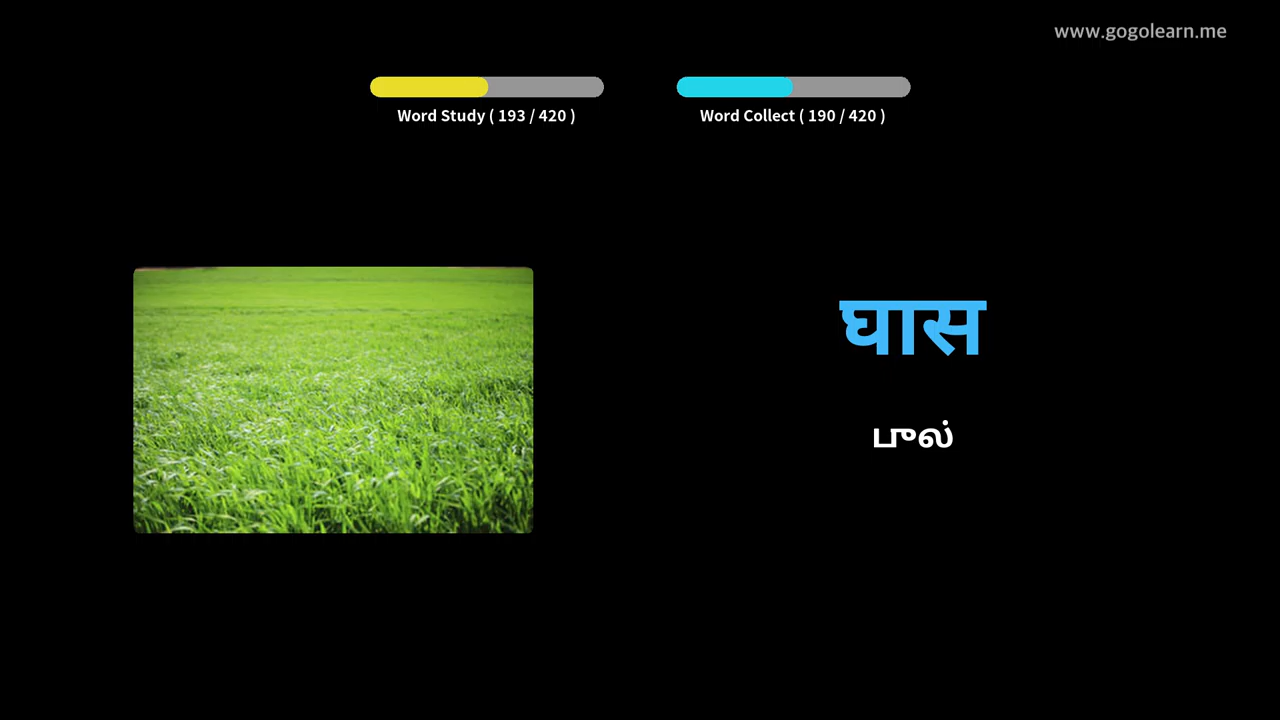 www.gogolearn.me
Word Study ( 193 / 420 )
Word Collect ( 190 / 420 )
घास
புல்